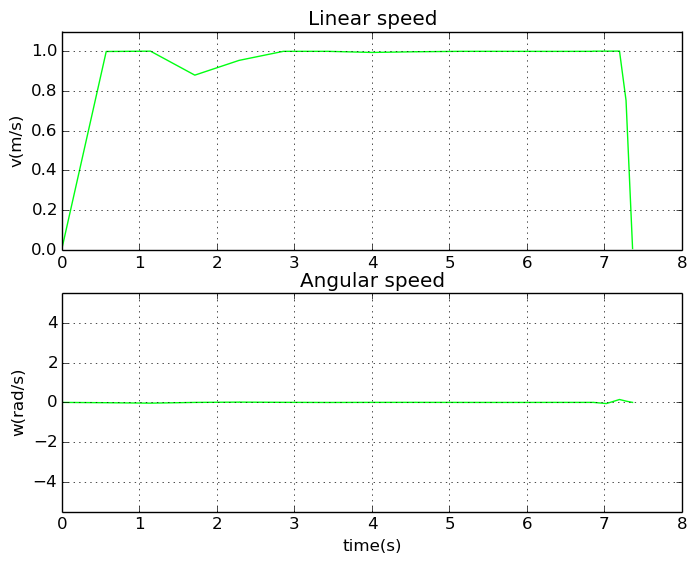 Linear speed
1.0
0.8
0.6
0.4
0.2
0.0
v(m/s)
0 1 2 3 4 5 6 7 8
Angular speed
4
2
0
−2
−4
w(rad/s)
0 1 2 3 4 5 6 7 8
time(s)